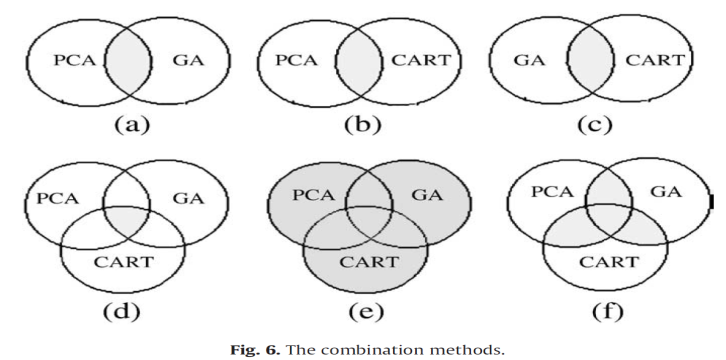 PCA GA PCA CART GA CART
(a) (b) (c)
PCA GA PCA GA PCA GA
CART CART CART
(d) (e) (f)
Fig. 6. The combination methods.